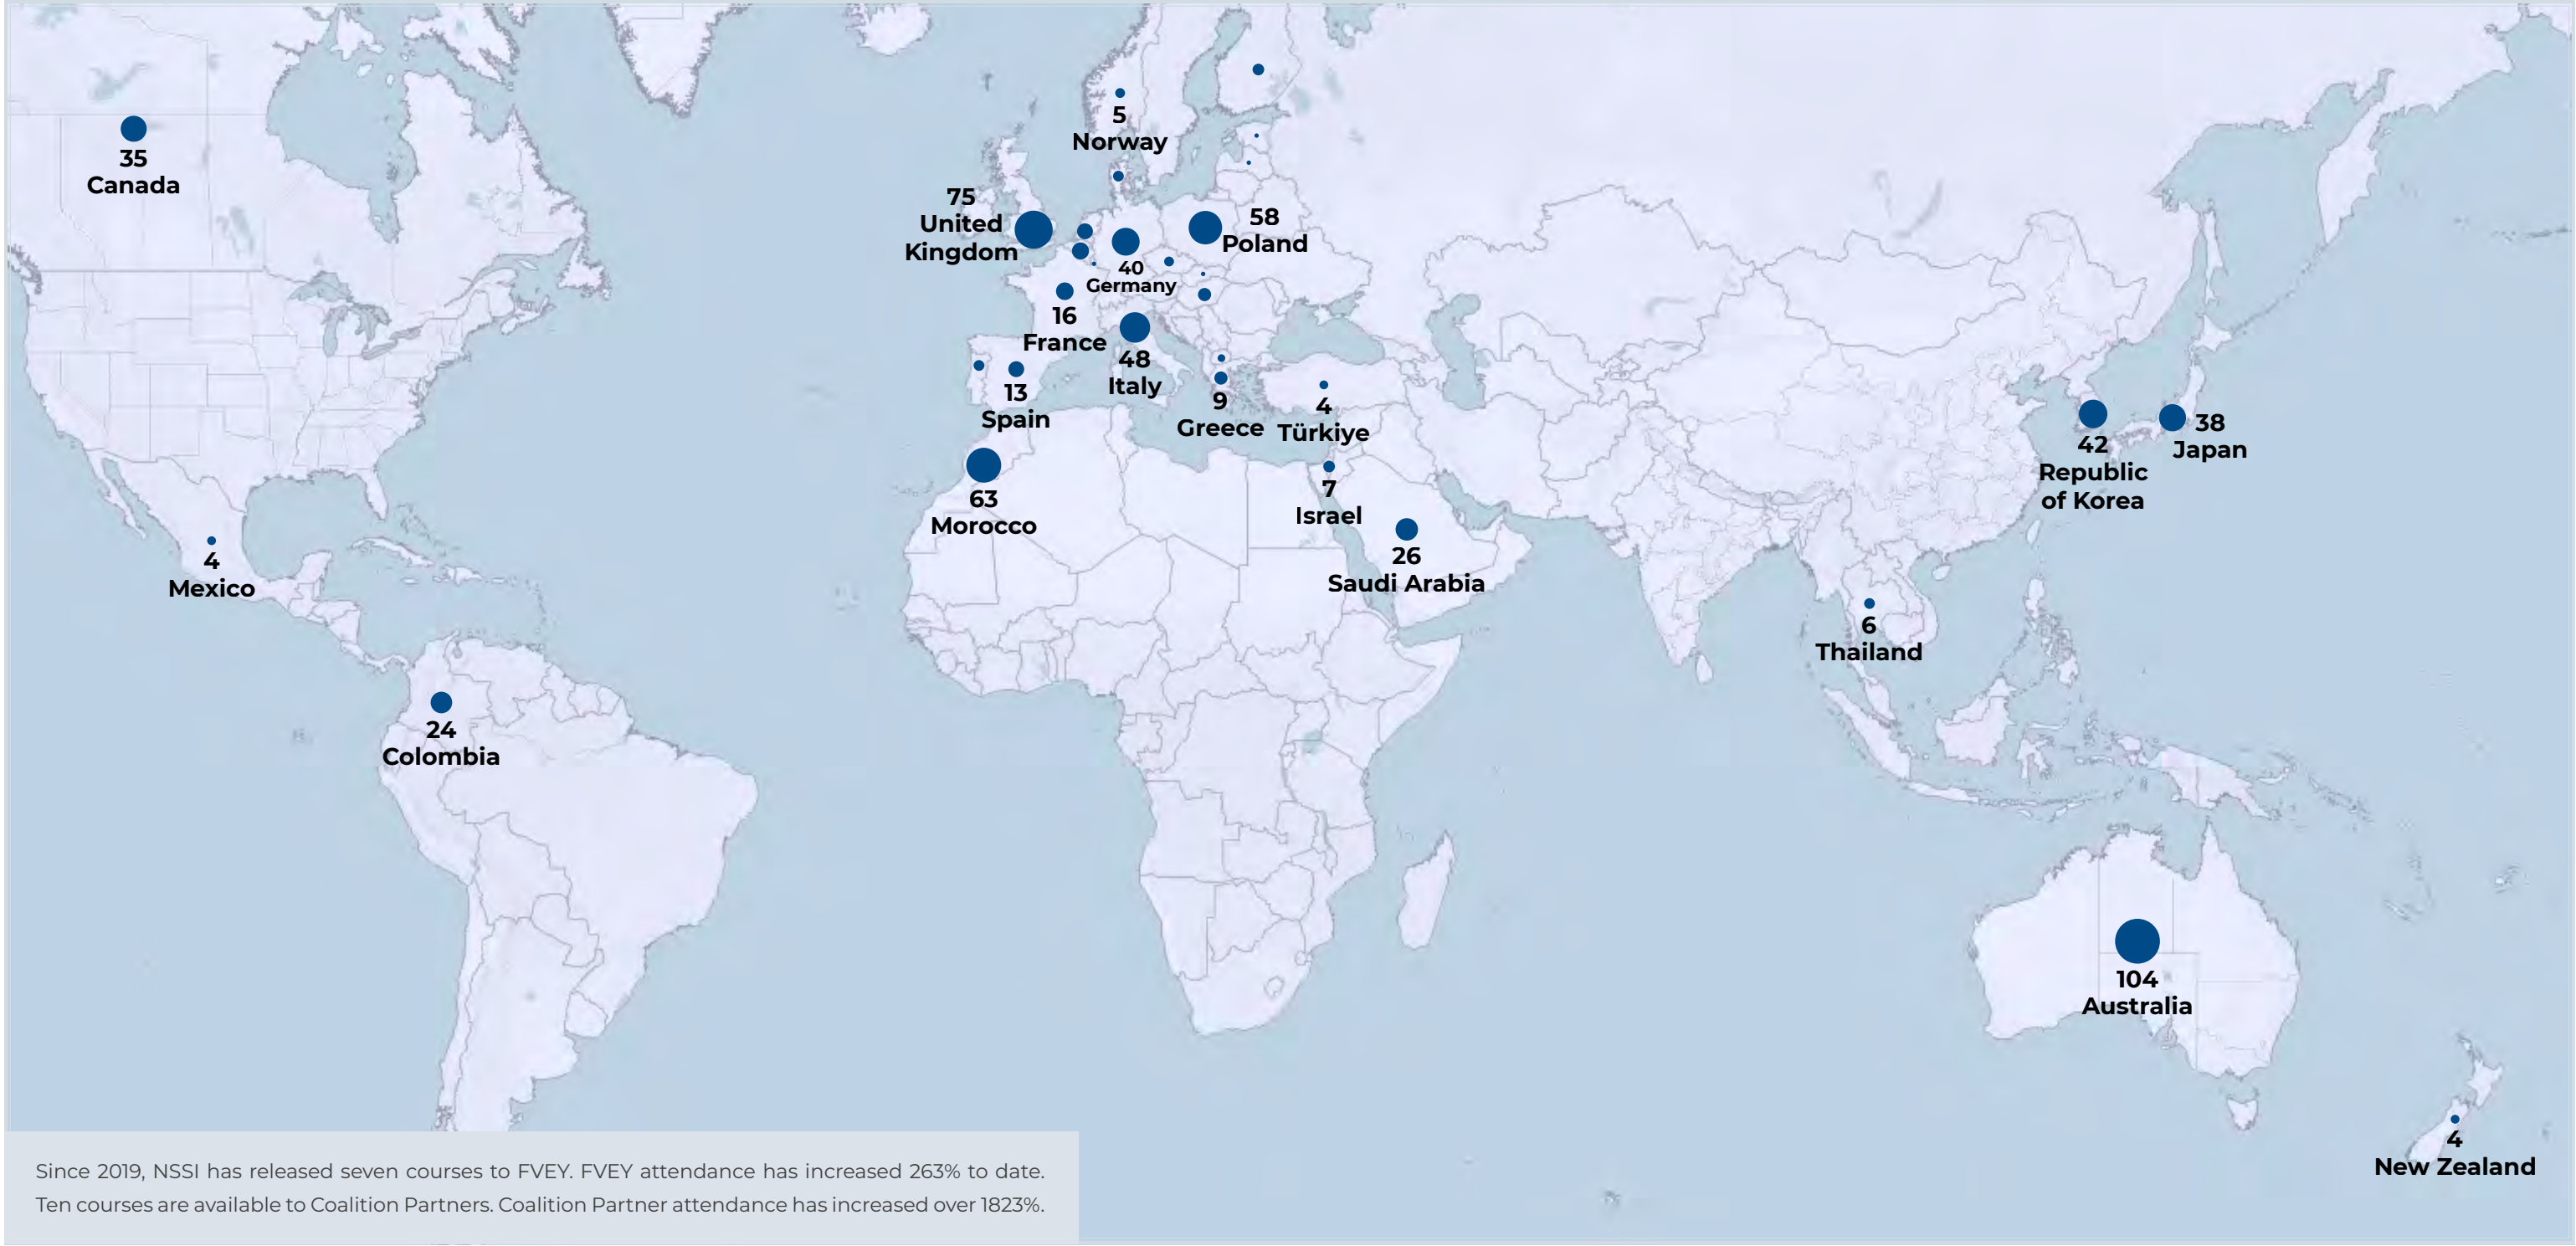 5
Norway
35
Canada
75
United
Kingdom
58
Poland
40
Germany
16
France
48
Italy
13
Spain
9
Greece
4
Türkiye
42
Republic
of Korea
38
Japan
63
Morocco
7
Israel
26
Saudi Arabia
4
Mexico
6
Thailand
24
Colombia
104
Australia
4
New Zealand
Since 2019, NSSI has released seven courses to FVEY. FVEY attendance has increased 263% to date.
Ten courses are available to Coalition Partners. Coalition Partner attendance has increased over 1823%.